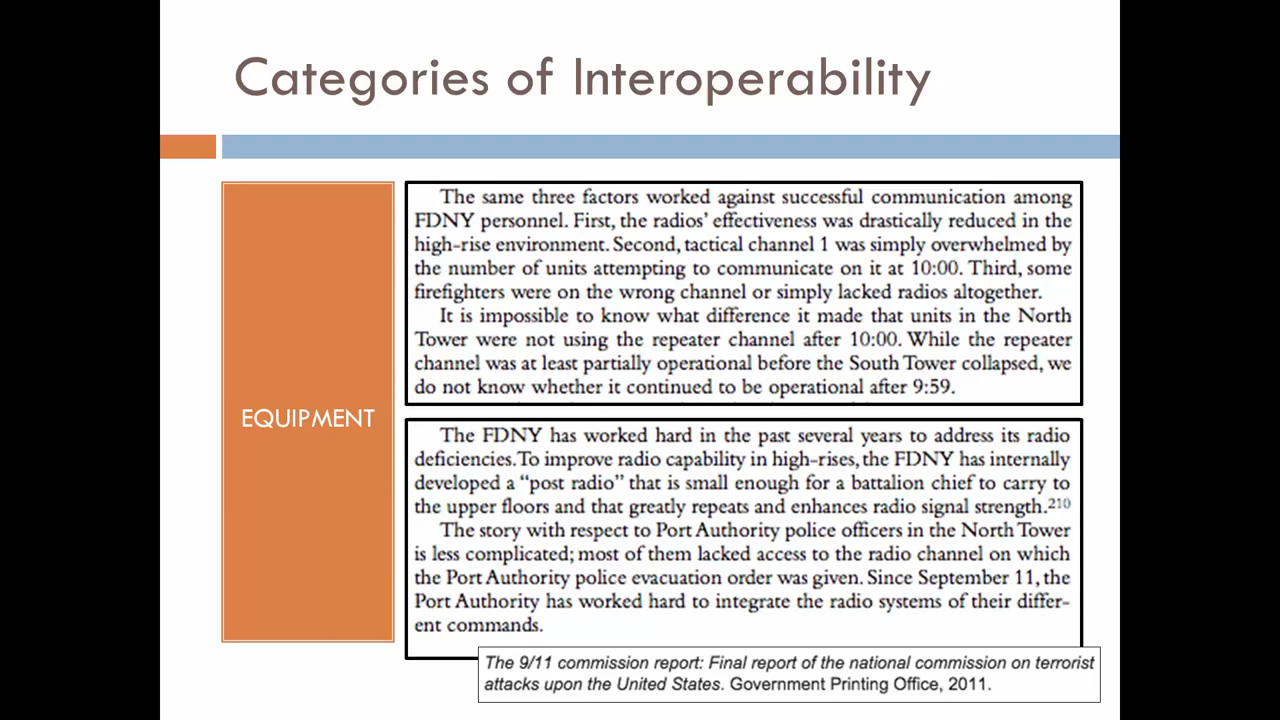 Categories of Interoperability
EQUIPMENT
The same three factors worked against successful communication among
FDNY personnel. First, the radios' effectiveness was drastically reduced in the
high-rise environment. Second, tactical channel 1 was simply overwhelmed by
the number of units attempting to communicate on it at 10:00. Third, some
firefighters were on the wrong channel or simply lacked radios altogether.
It is impossible to know what difference it made that units in the North
Tower were not using the repeater channel after 10:00. While the repeater
channel was at least partially operational before the South Tower collapsed, we
do not know whether it continued to be operational after 9:59.
The FDNY has worked hard in the past several years to address its radio
deficiencies. To improve radio capability in high-rises, the FDNY has internally
developed a “post radio” that is small enough for a battalion chief to carry to
the upper floors and that greatly repeats and enhances radio signal strength.210
The story with respect to Port Authority police officers in the North Tower
is less complicated; most of them lacked access to the radio channel on which
the Port Authority police evacuation order was given. Since September 11, the
Port Authority has worked hard to integrate the radio systems of their differ-
ent commands.
The 9/11 commission report: Final report of the national commission on terrorist
attacks upon the United States. Government Printing Office, 2011.